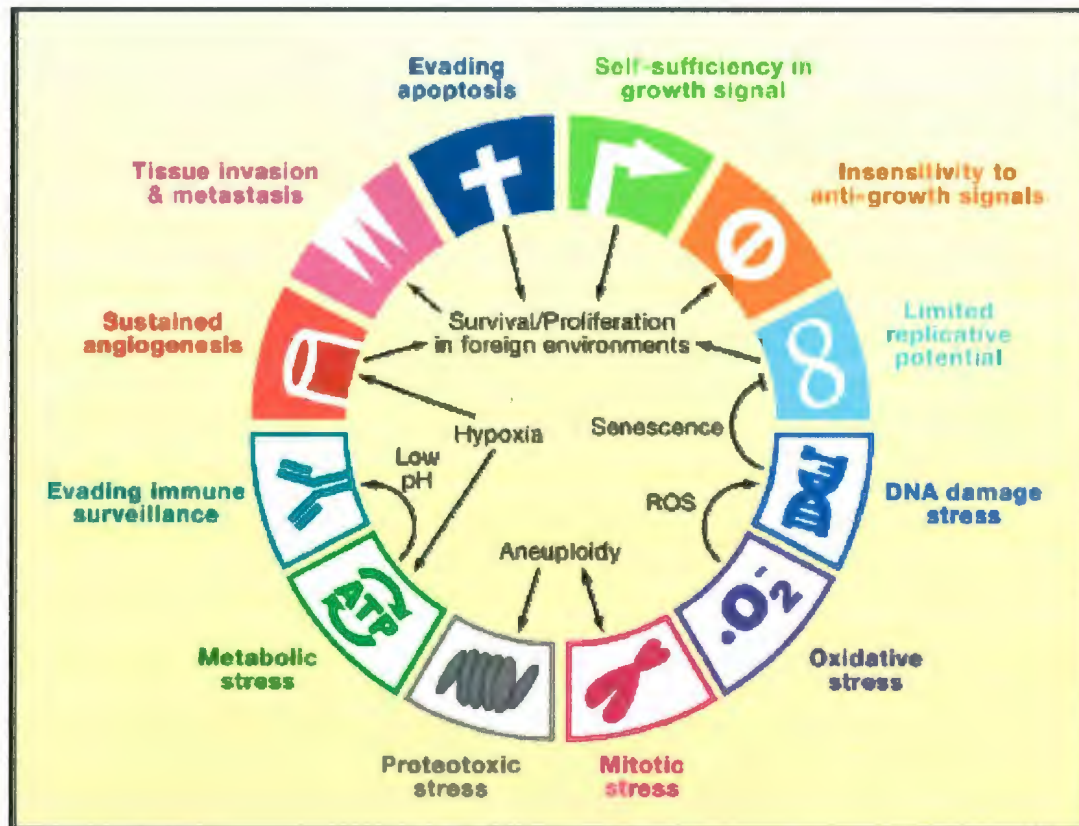 Evading
apoptosis
Self-sufficiency in
growth signal
Tissue invasion
& metastasis
Insensitivity to
anti-growth signals
Sustained
angiogenesis
Survival/Proliferation
in foreign environments
Limited
replicative
potential
Hypoxia
Senescence
Low
pH
Evading immune
surveillance
ROS
DNA damage
stress
Aneuploidy
ATP
•O2-
Metabolic
stress
Oxidative
stress
Proteotoxic
stress
Mitotic
stress